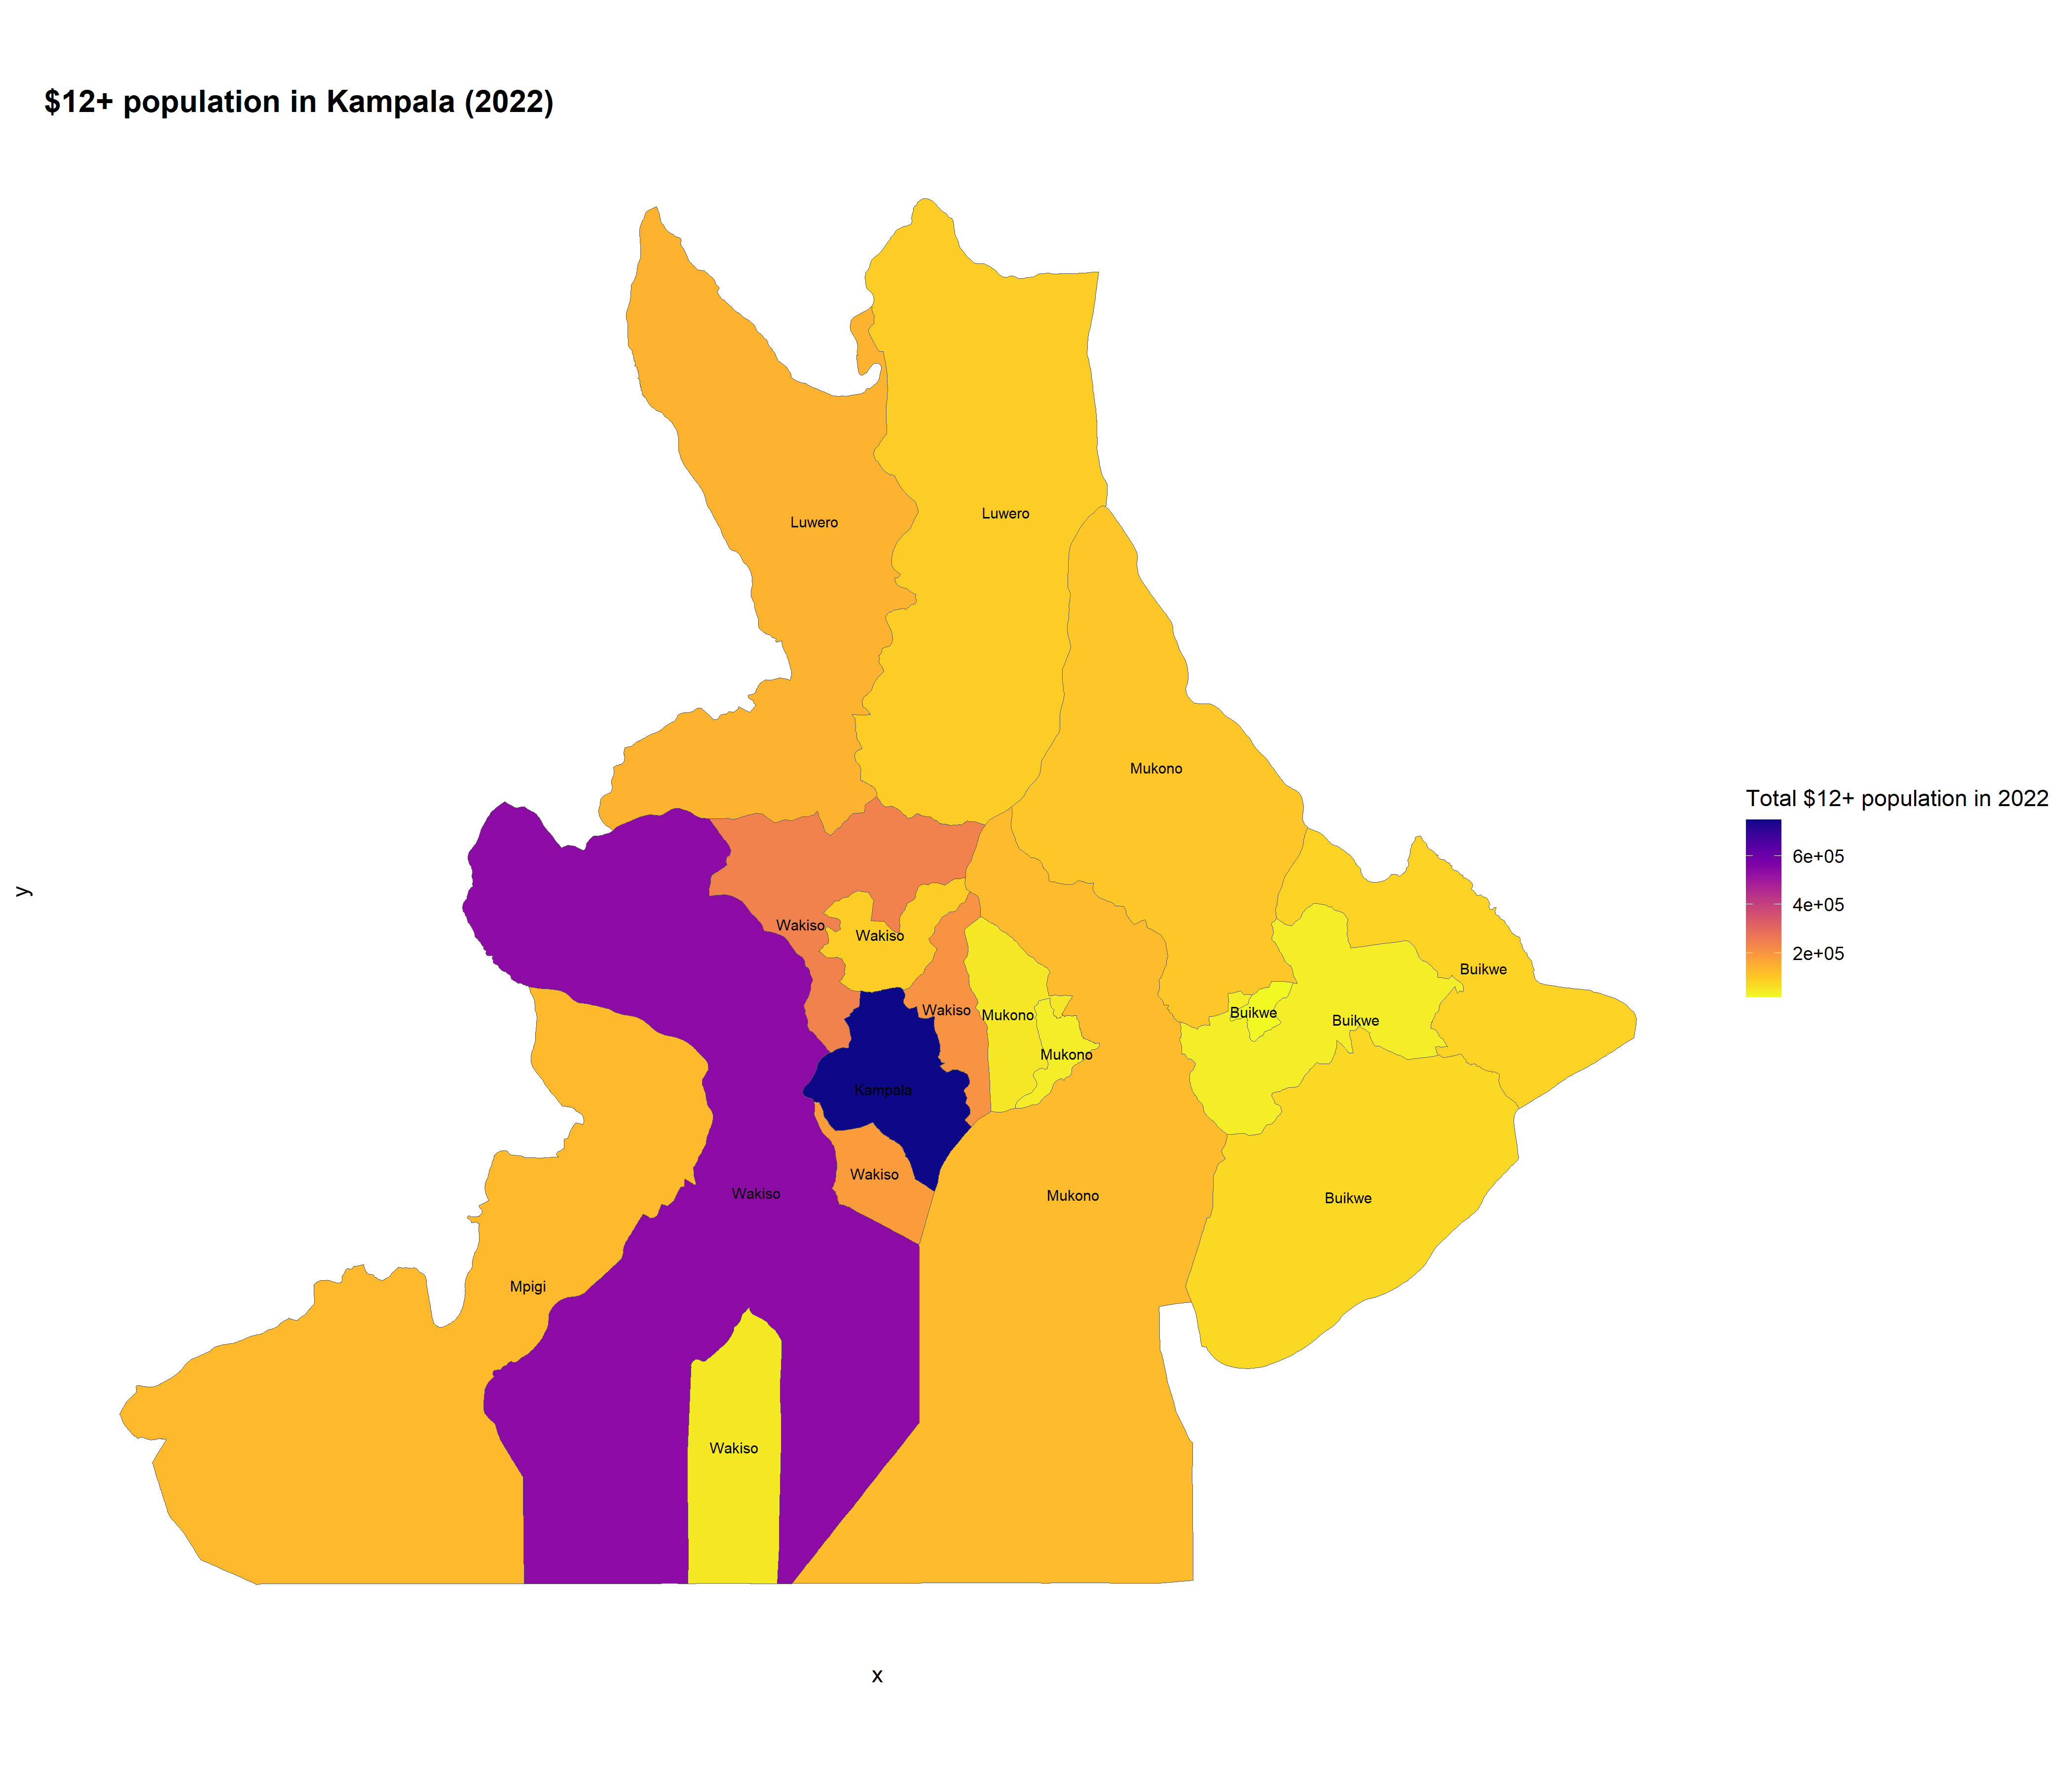 $12+ population in Kampala (2022)
Luwero
Luwero
Mukono
Total $12+ population in 2022
6e+05
4e+05
2e+05
y
Wakiso
Wakiso
Buikwe
Wakiso
Mukono
Buikwe
Buikwe
Mukono
Kampala
Wakiso
Wakiso
Mukono
Buikwe
Mpigi
Wakiso
x